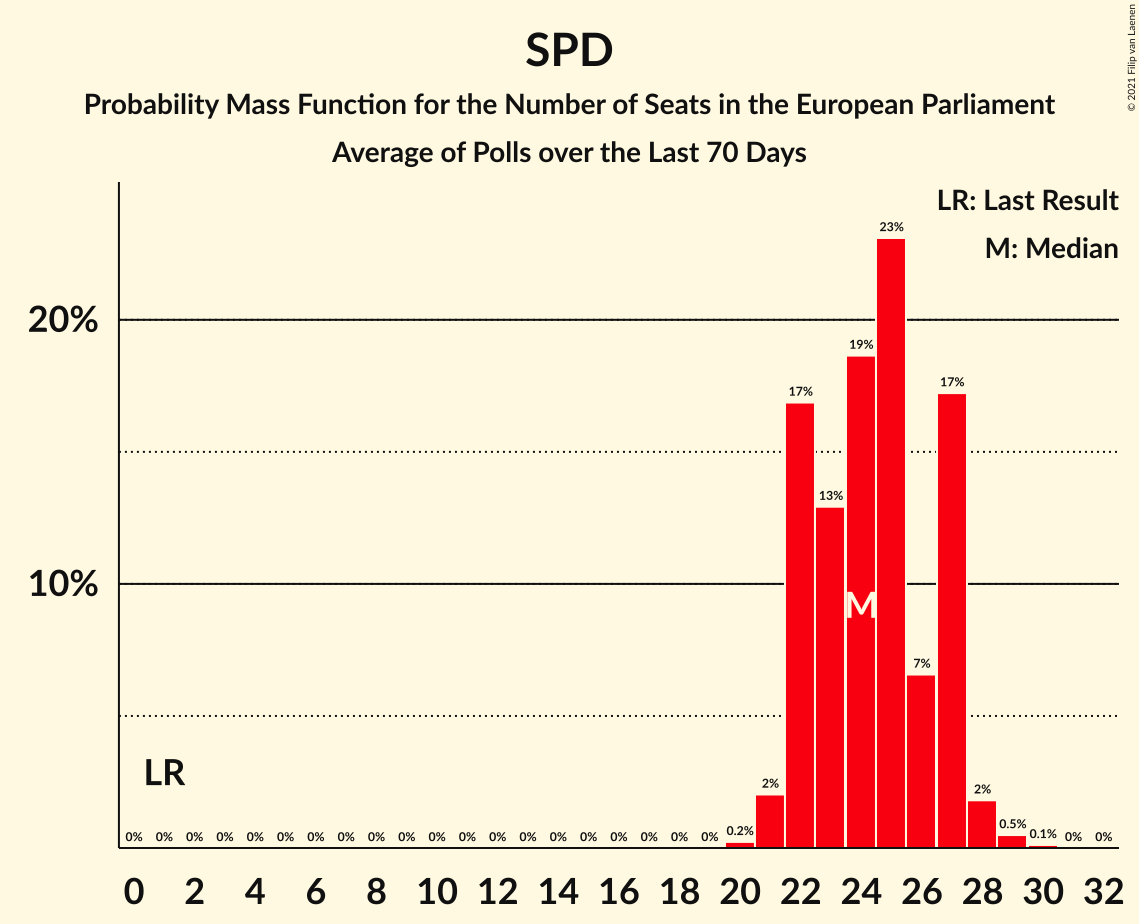 SPD
Probability Mass Function for the Number of Seats in the European Parliament
Average of Polls over the Last 70 Days
© 2021 Filip van Laenen
LR: Last Result
M: Median
23%
20%
19%
17%
17%
13%
10%
M
7%
LR
2%
2%
0% 0% 0% 0% 0% 0% 0% 0% 0% 0% 0% 0% 0% 0% 0% 0% 0% 0% 0% 0% 0.2% 0.5% 0.1% 0% 0%
0 2 4 6 8 10 12 14 16 18 20 22 24 26 28 30 32